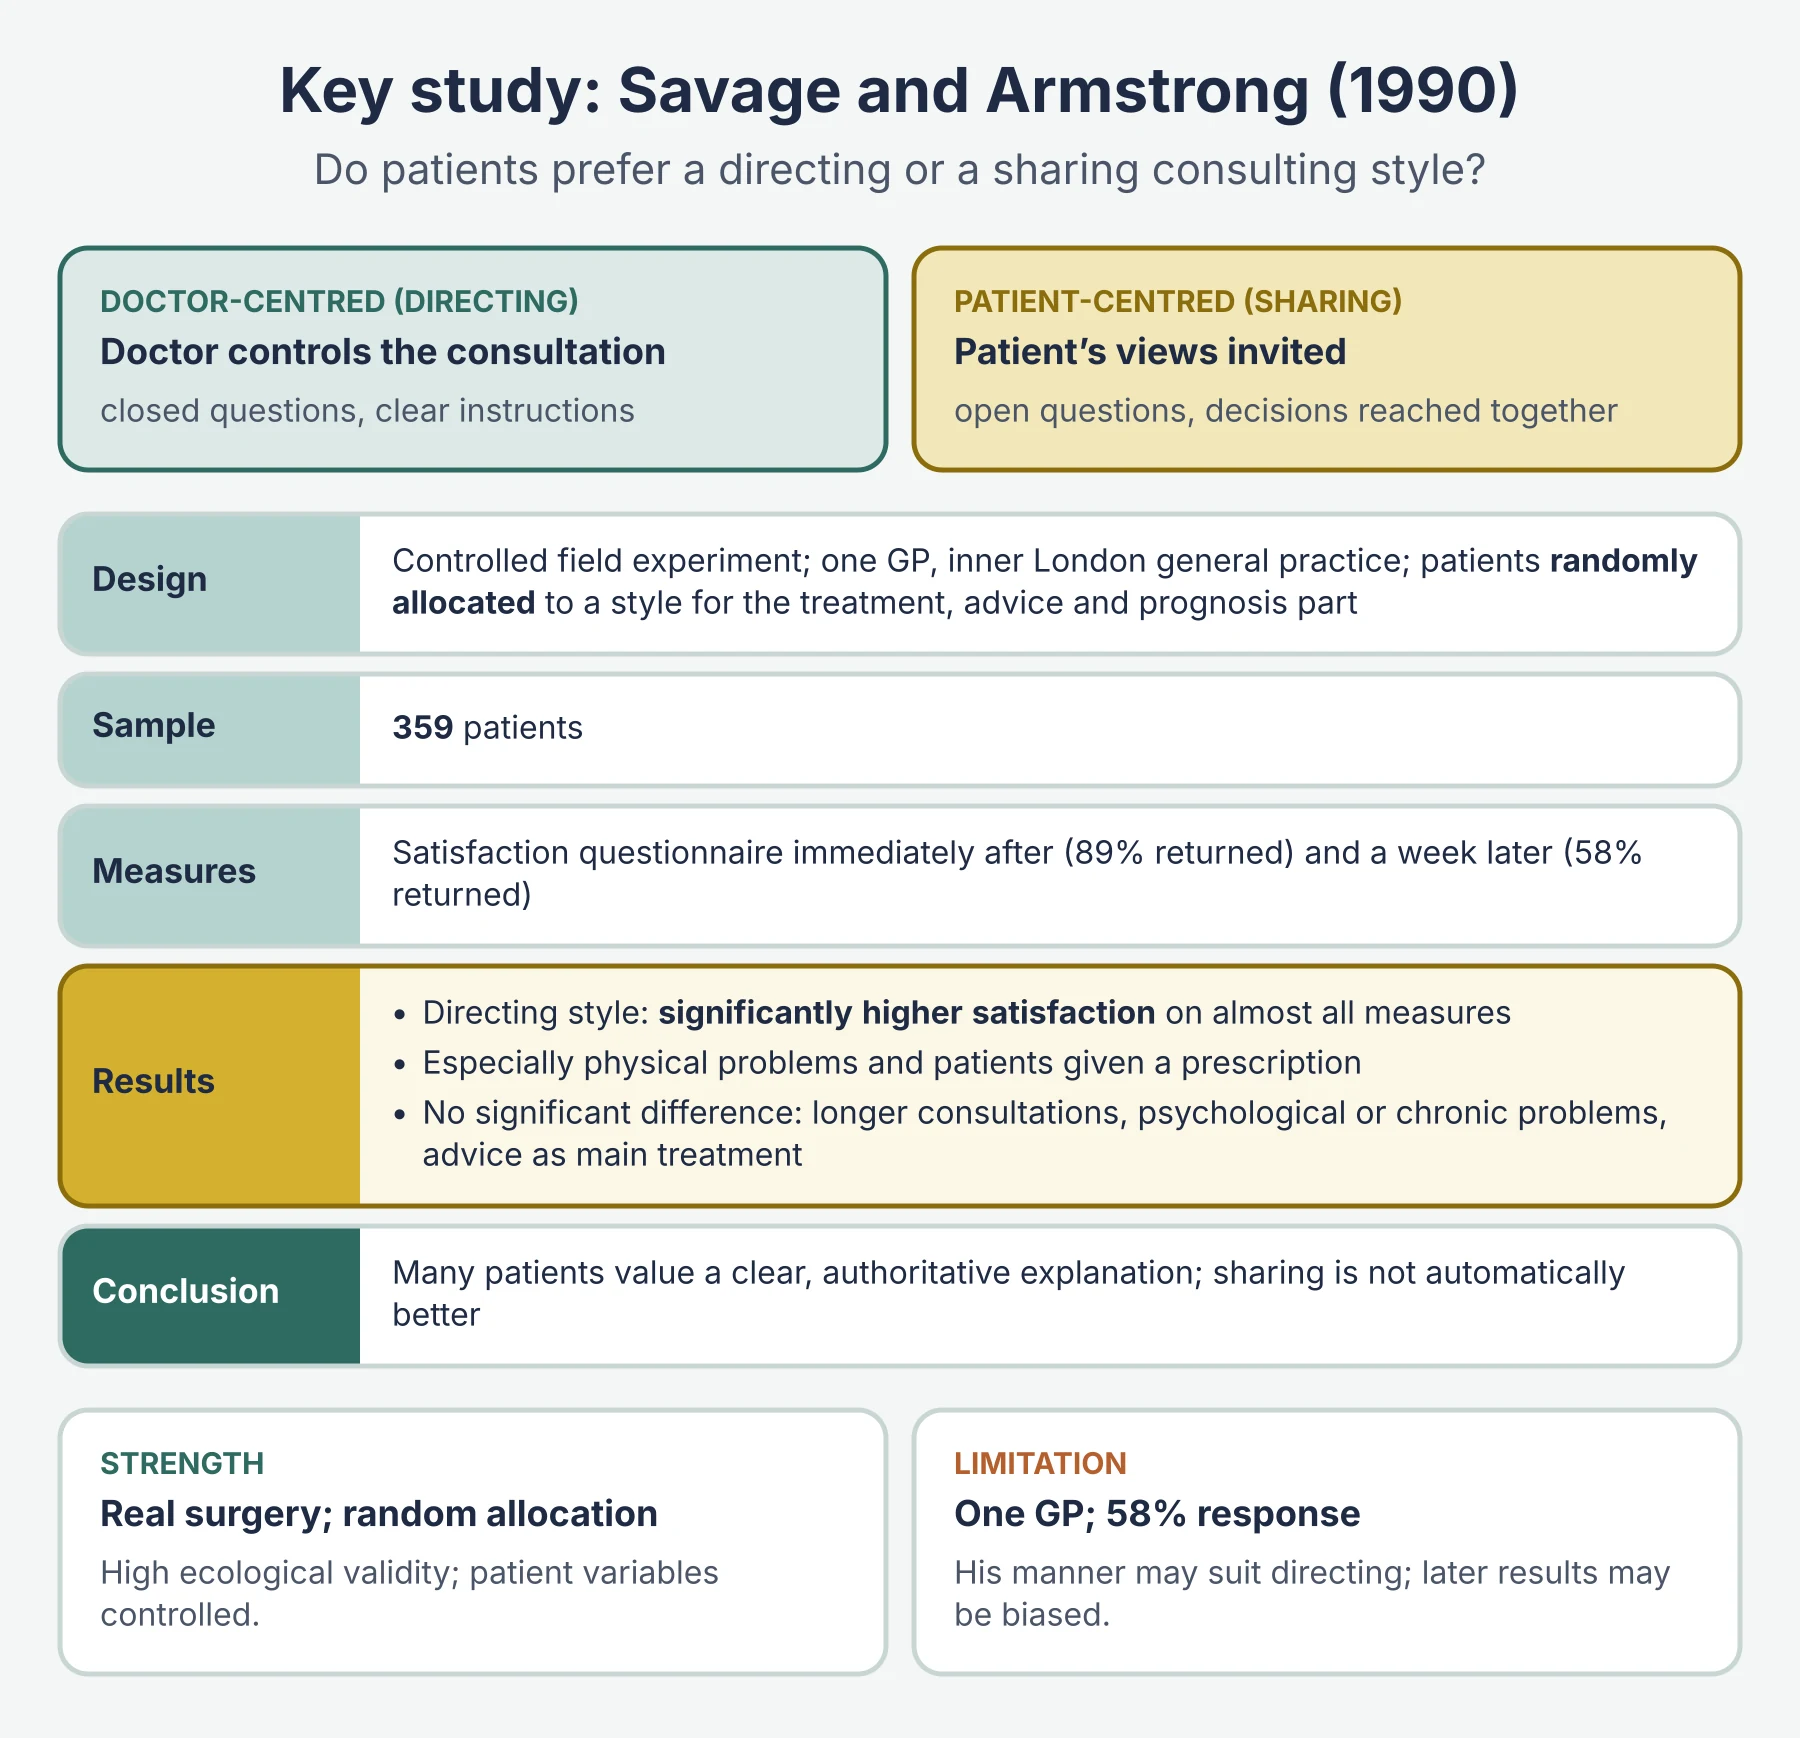 Key study: Savage and Armstrong (1990)
Do patients prefer a directing or a sharing consulting style?
DOCTOR-CENTRED (DIRECTING)
Doctor controls the consultation
closed questions, clear instructions
PATIENT-CENTRED (SHARING)
Patient’s views invited
open questions, decisions reached together
Design
Controlled field experiment; one GP, inner London general practice; patients randomly
allocated to a style for the treatment, advice and prognosis part
Sample
359 patients
Measures
Satisfaction questionnaire immediately after (89% returned) and a week later (58%
returned)
Results
• Directing style: significantly higher satisfaction on almost all measures
• Especially physical problems and patients given a prescription
• No significant difference: longer consultations, psychological or chronic problems,
advice as main treatment
Conclusion
Many patients value a clear, authoritative explanation; sharing is not automatically
better
STRENGTH
Real surgery; random allocation
High ecological validity; patient variables
controlled.
LIMITATION
One GP; 58% response
His manner may suit directing; later results may
be biased.